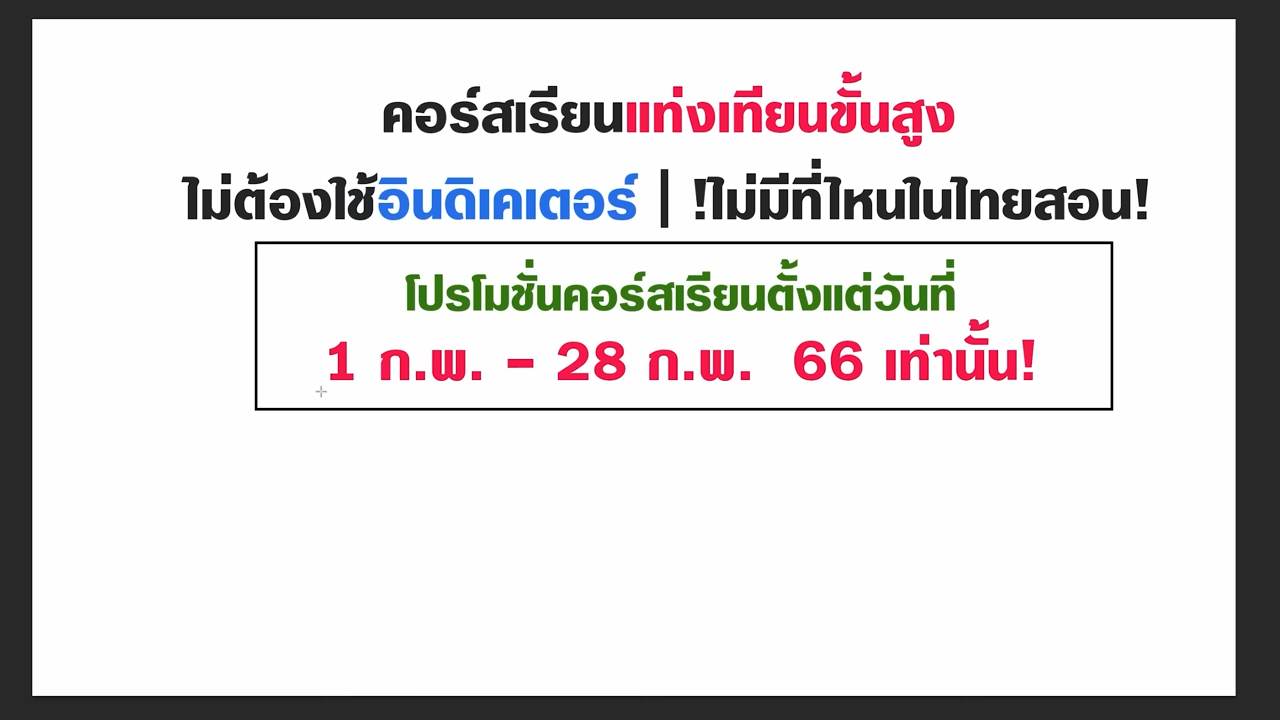 คอร์สเรียนแท่งเทียนขั้นสูง
ไม่ต้องใช้อินดิเคเตอร์ | !ไม่มีที่ไหนในไทยสอน!
โปรโมชั่นคอร์สเรียนตั้งแต่วันที่
1 ก.พ. - 28 ก.พ. 66 เท่านั้น!